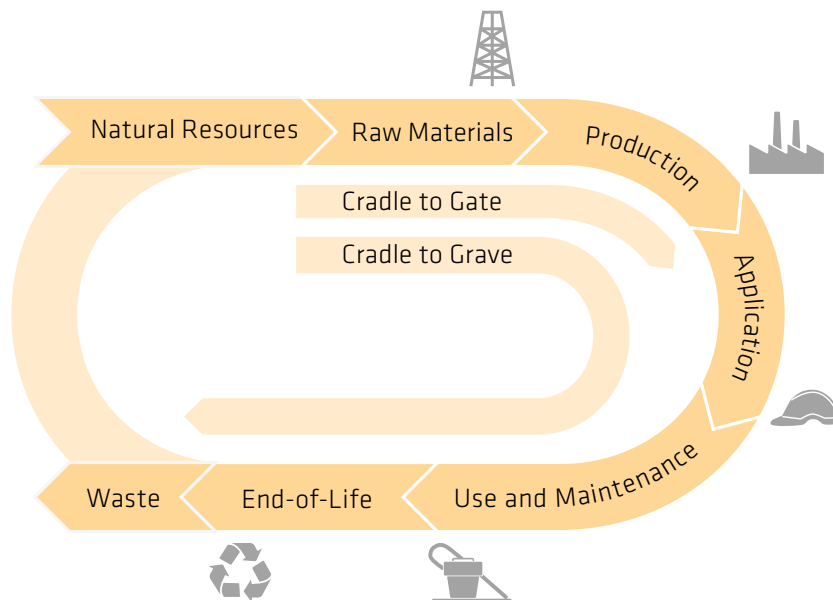 Natural Resources
Raw Materials
Production
Cradle to Gate
Cradle to Grave
Application
Use and Maintenance
End-of-Life
Waste